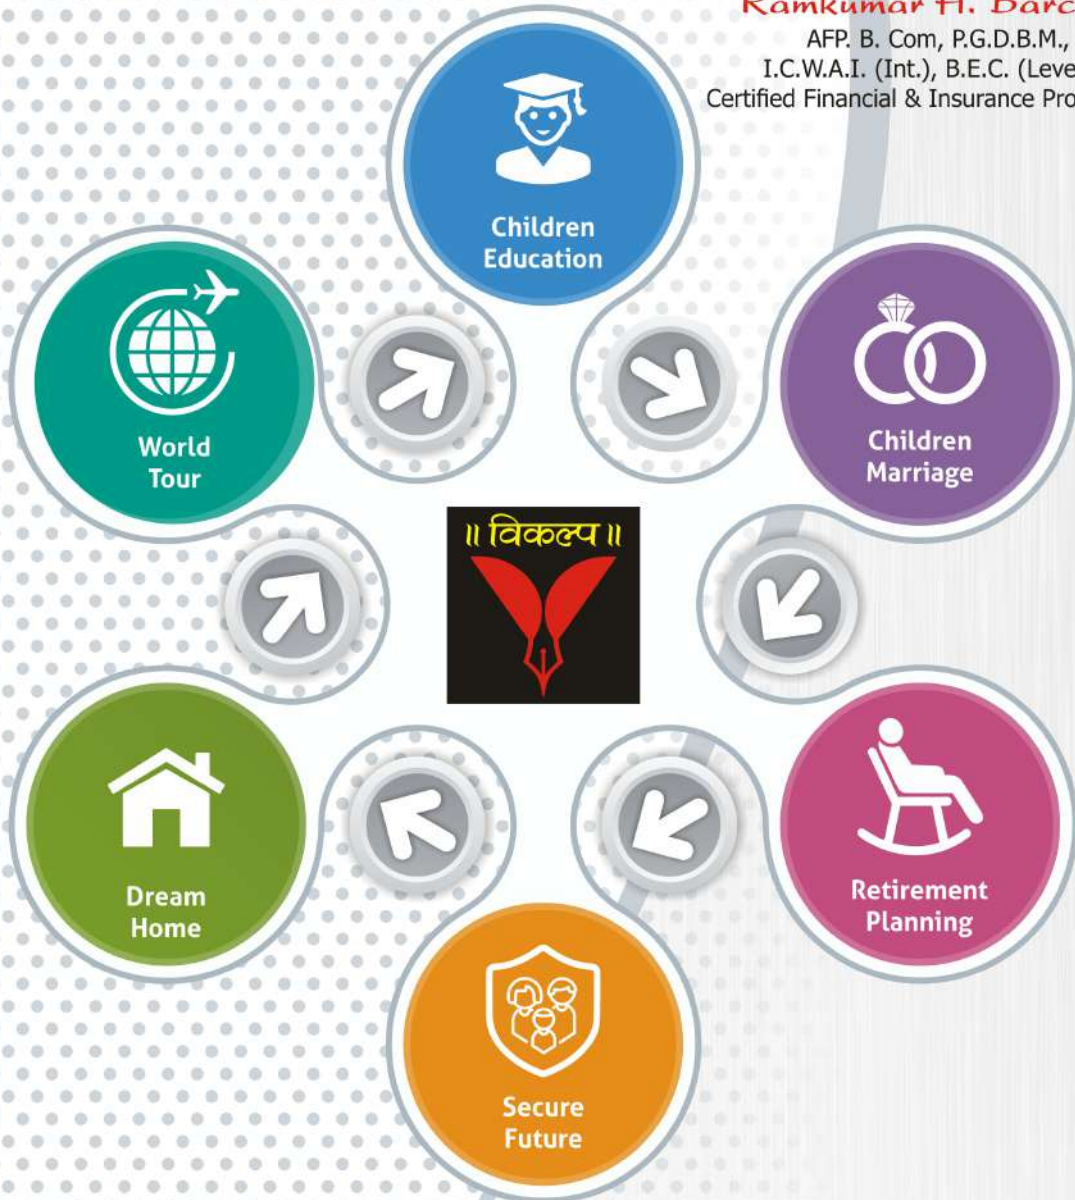 Ramkumar H.
AFP. B. Com, P.G.D.B.M.,
I.C.W.A.I. (Int.), B.E.C.
Certified Financial & Insurance
Children
Education
World
Tour
Children
Marriage
॥ विकल्प ॥
Dream
Home
Retirement
Planning
Secure
Future